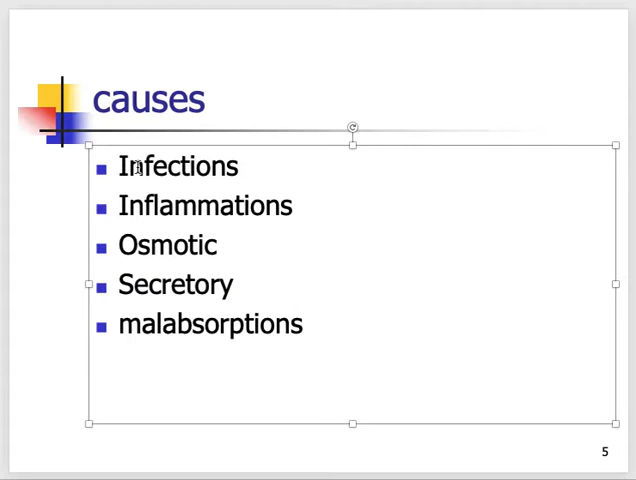 causes
Infections
Inflammations
Osmotic
Secretory
malabsorptions
5